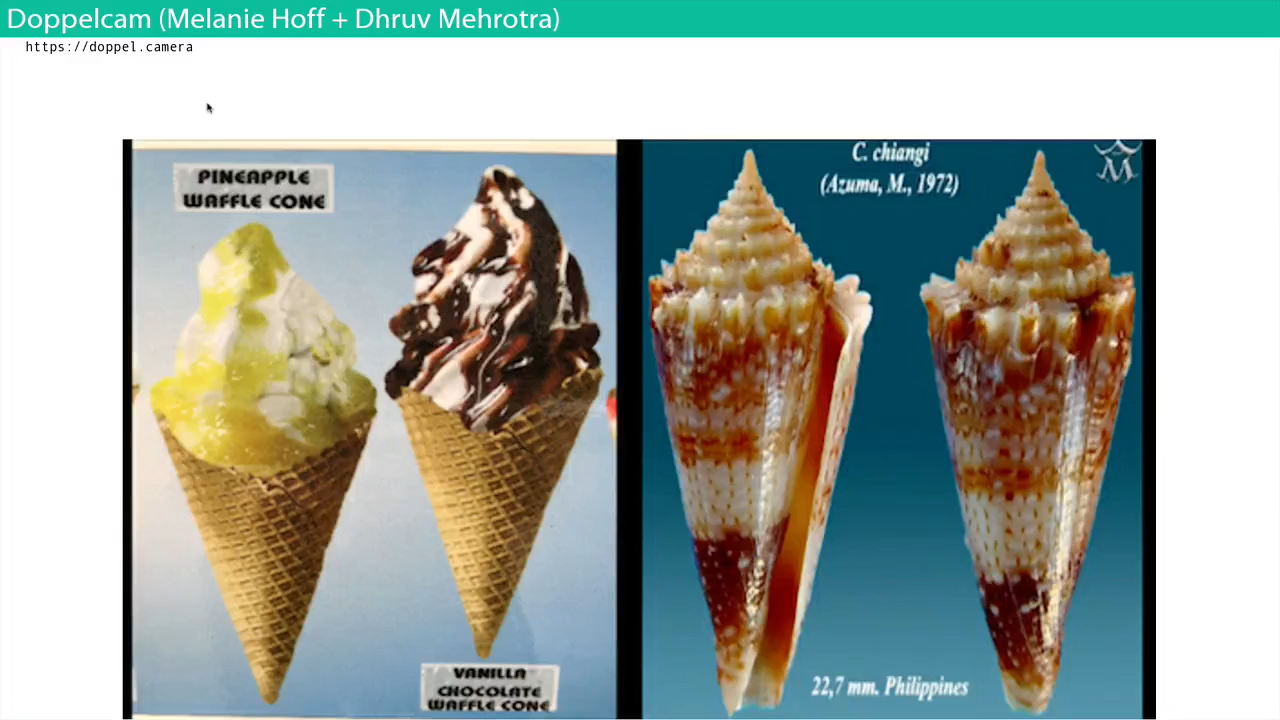 Doppelcam (Melanie Hoff + Dhruv Mehrotra)
https://doppel.camera
PINEAPPLE
WAFFLE CONE
VANILLA
CHOCOLATE
WAFFLE CONE
C. chiangi
(Azuma, M., 1972)
M
22,7 mm. Philippines